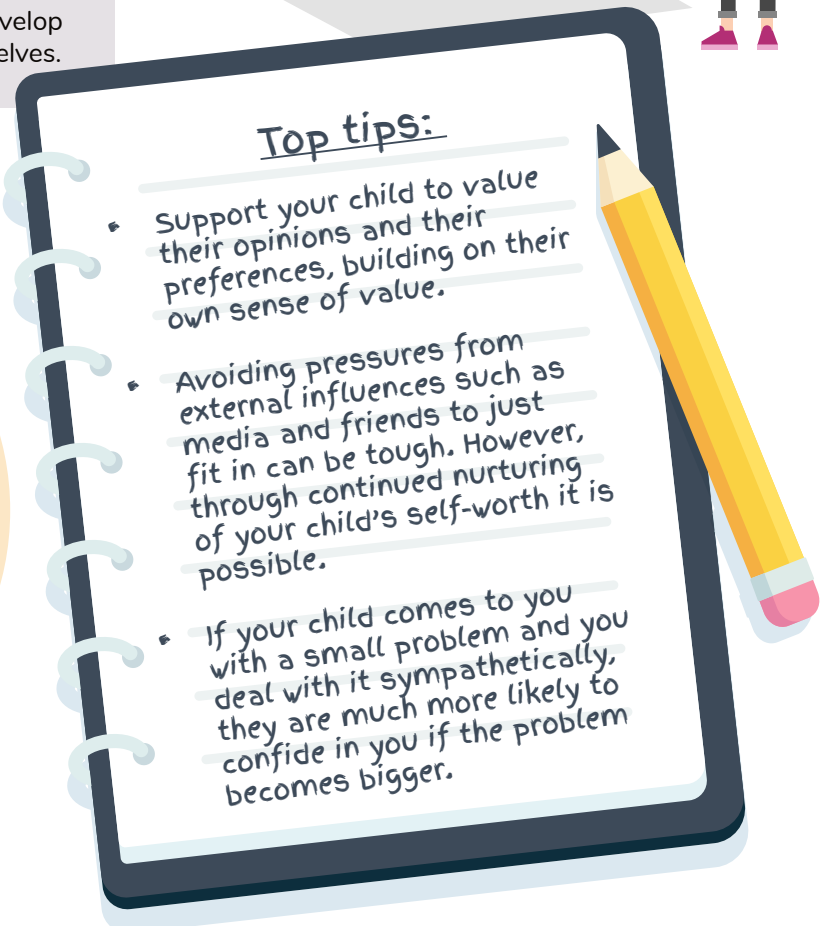 velop
elves.
Top tips:
Support your child to value
their opinions and their
preferences, building on their
own sense of value.
Avoiding pressures from
external influences such as
media and friends to just
fit in can be tough. However,
through continued nurturing
of your child's self-worth it is
possible.
If your child comes to you
with a small problem and you
deal with it sympathetically,
they are much more likely to
confide in you if the problem
becomes bigger.